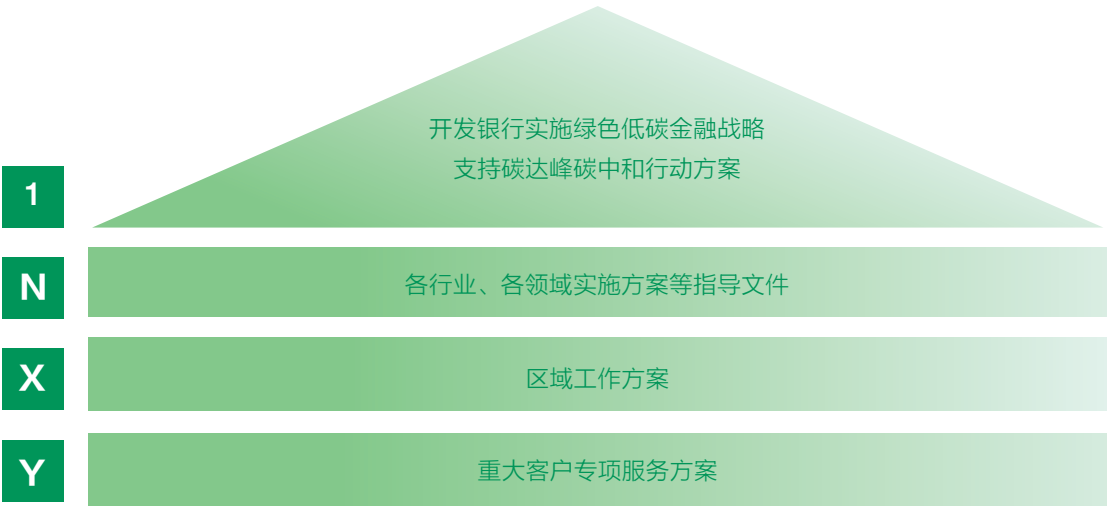 开发银行实施绿色低碳金融战略
支持碳达峰碳中和行动方案
1
N
各行业、各领域实施方案等指导文件
X
区域工作方案
Y
重大客户专项服务方案